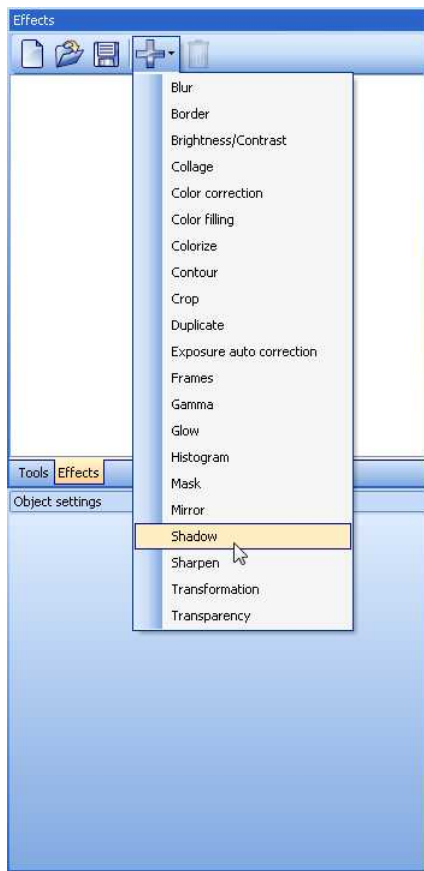 Effects
Blur
Border
Brightness/Contrast
Collage
Color correction
Color filling
Colorize
Contour
Crop
Duplicate
Exposure auto correction
Frames
Gamma
Glow
Histogram
Mask
Mirror
Shadow
Sharpen
Transformation
Transparency
Tools Effects
Object settings